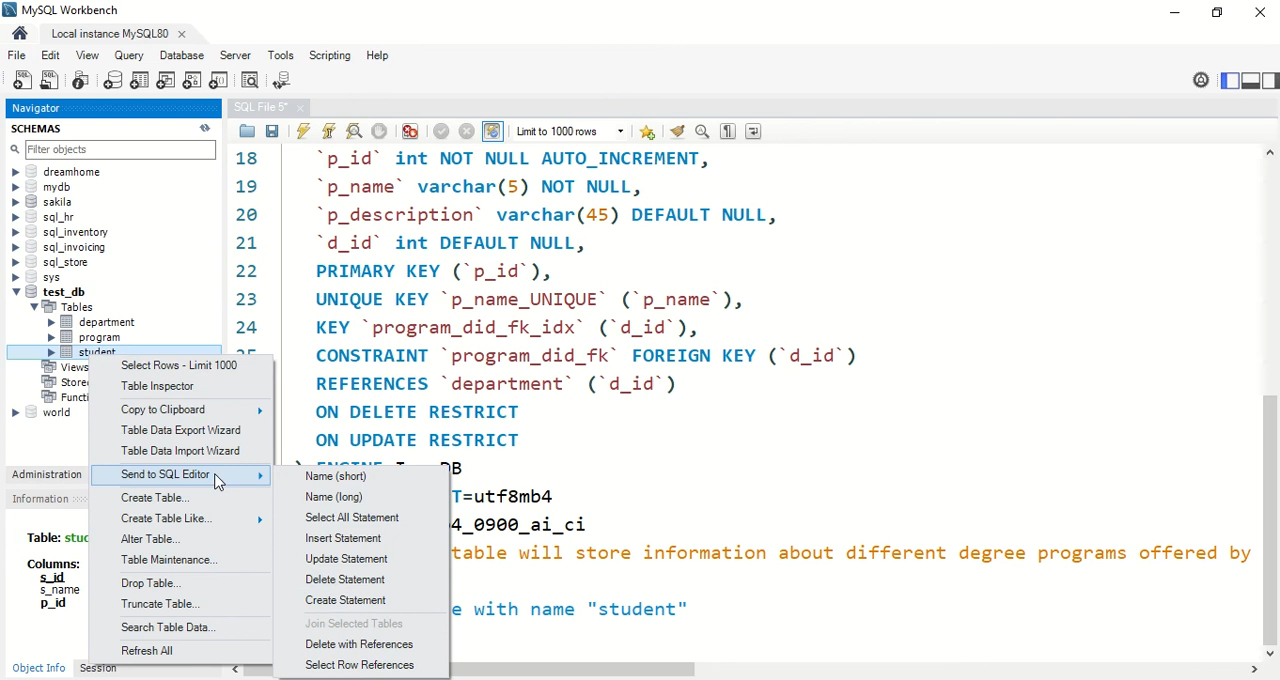 MySQL Workbench
Local instance MySQL80
File Edit View Query Database Server Tools Scripting Help
Navigator
SCHEMAS
Filter objects
dreamhome
mydb
sakila
sql_hr
sql_inventory
sql_invoicing
sql_store
sys
test_db
Tables
department
program
student
Views
world
Administration
Information
Table:
Columns:
s_id
s_name
p_id
Object Info Session
Select Rows - Limit 1000
Table Inspector
Copy to Clipboard
Table Data Export Wizard
Table Data Import Wizard
Send to SQL Editor
Create Table...
Create Table Like...
Alter Table...
Table Maintenance...
Drop Table...
Truncate Table...
Search Table Data...
Refresh All
Name (short)
Name (long)
Select All Statement
Insert Statement
Update Statement
Delete Statement
Create Statement
Join Selected Tables
Delete with References
Select Row References
SQL File 5*
Limit to 1000 rows
18 `p_id` int NOT NULL AUTO_INCREMENT,
19 `p_name` varchar(5) NOT NULL,
20 `p_description` varchar(45) DEFAULT NULL,
21 `d_id` int DEFAULT NULL,
22 PRIMARY KEY (`p_id`),
23 UNIQUE KEY `p_name_UNIQUE` (`p_name`),
24 KEY `program_did_fk_idx` (`d_id`),
CONSTRAINT `program_did_fk` FOREIGN KEY (`d_id`)
REFERENCES `department` (`d_id`)
ON DELETE RESTRICT
ON UPDATE RESTRICT
DB
T=utf8mb4
4_0900_ai_ci
table will store information about different degree programs offered by
e with name "student"